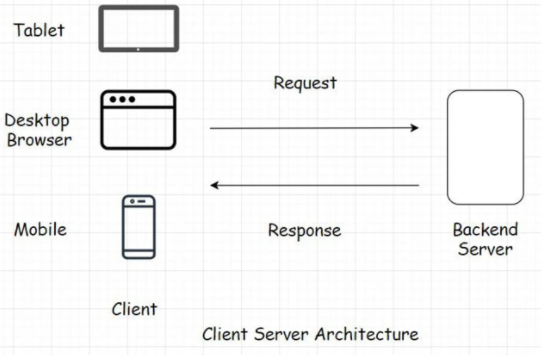 Tablet
Request
Desktop
Browser
Mobile
Response
Backend
Server
Client
Client Server Architecture